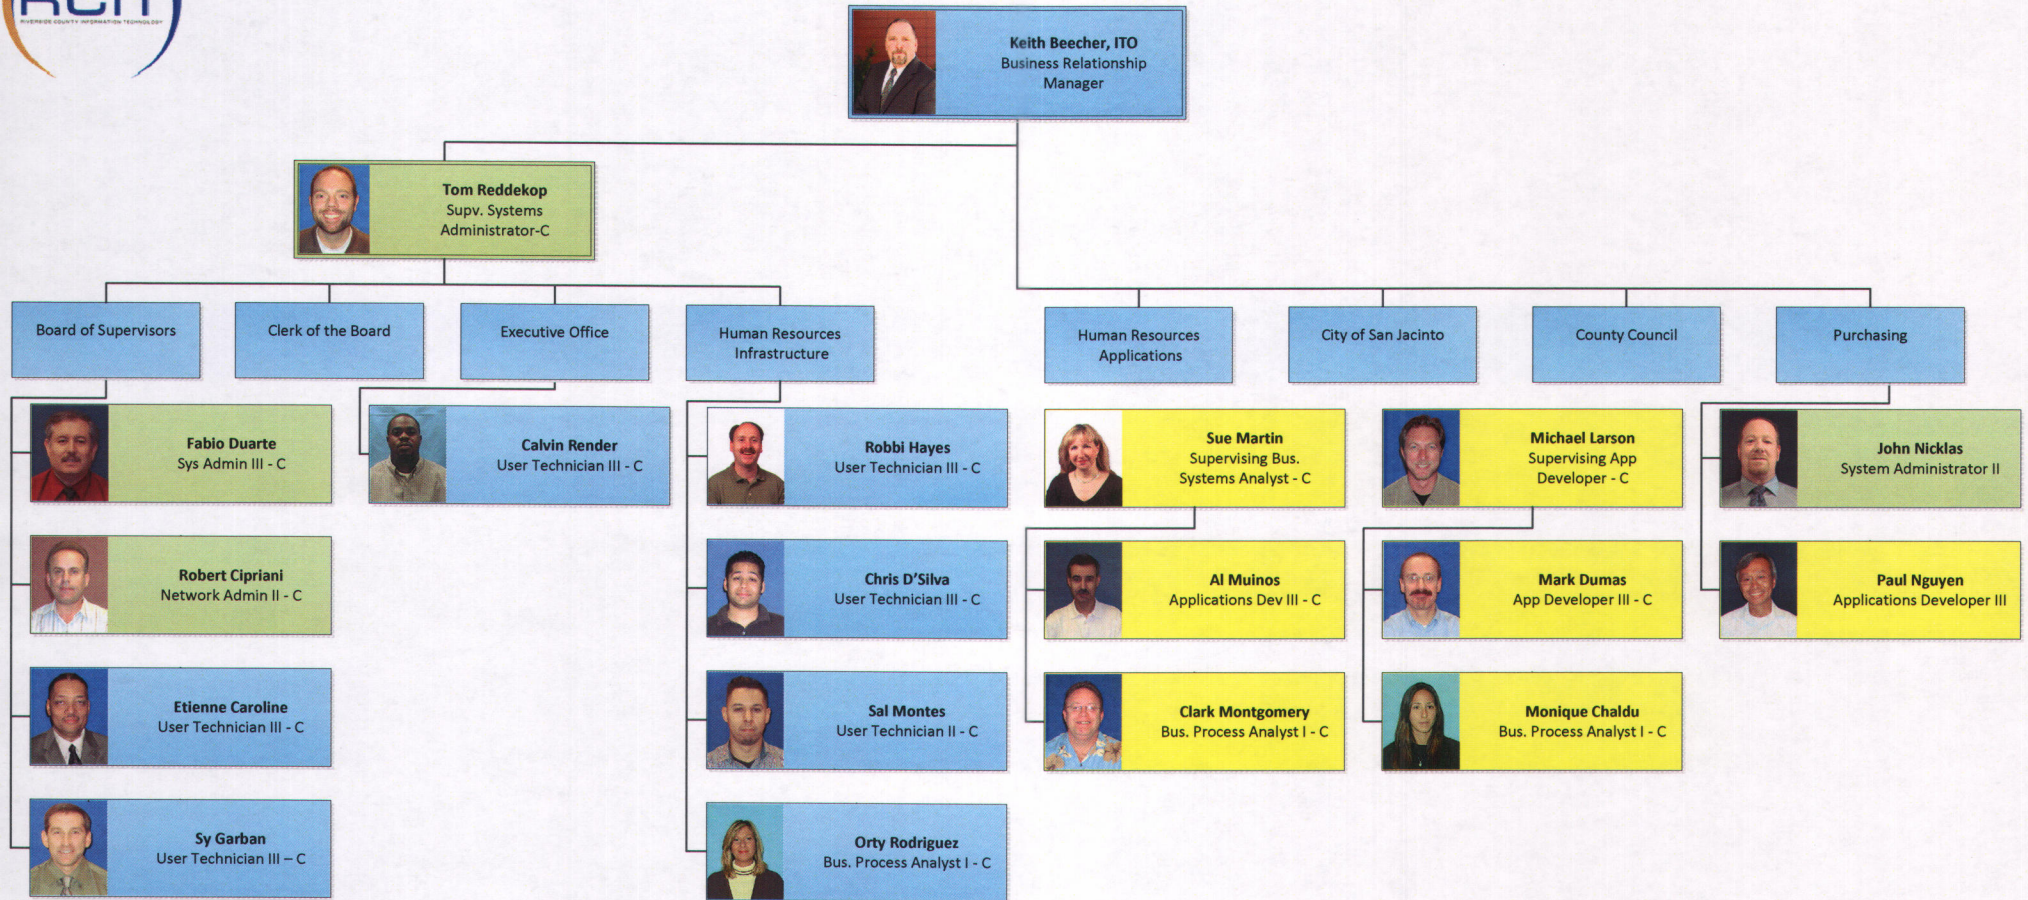 RCIT
RIVERSIDE COUNTY INFORMATION TECHNOLOGY
Keith Beecher, ITO
Business Relationship
Manager
Tom Reddekop
Supv. Systems
Administrator-C
Board of Supervisors
Clerk of the Board
Executive Office
Human Resources
Infrastructure
Human Resources
Applications
City of San Jacinto
County Council
Purchasing
Fabio Duarte
Sys Admin III - C
Calvin Render
User Technician III - C
Robbi Hayes
User Technician III - C
Sue Martin
Supervising Bus.
Systems Analyst - C
Michael Larson
Supervising App
Developer - C
John Nicklas
System Administrator II
Robert Cipriani
Network Admin II - C
Chris D'Silva
User Technician III - C
Al Muinos
Applications Dev III - C
Mark Dumas
App Developer III - C
Paul Nguyen
Applications Developer III
Etienne Caroline
User Technician III - C
Sal Montes
User Technician II - C
Clark Montgomery
Bus. Process Analyst I - C
Monique Chaldu
Bus. Process Analyst I - C
Sy Garban
User Technician III – C
Orty Rodriguez
Bus. Process Analyst I - C